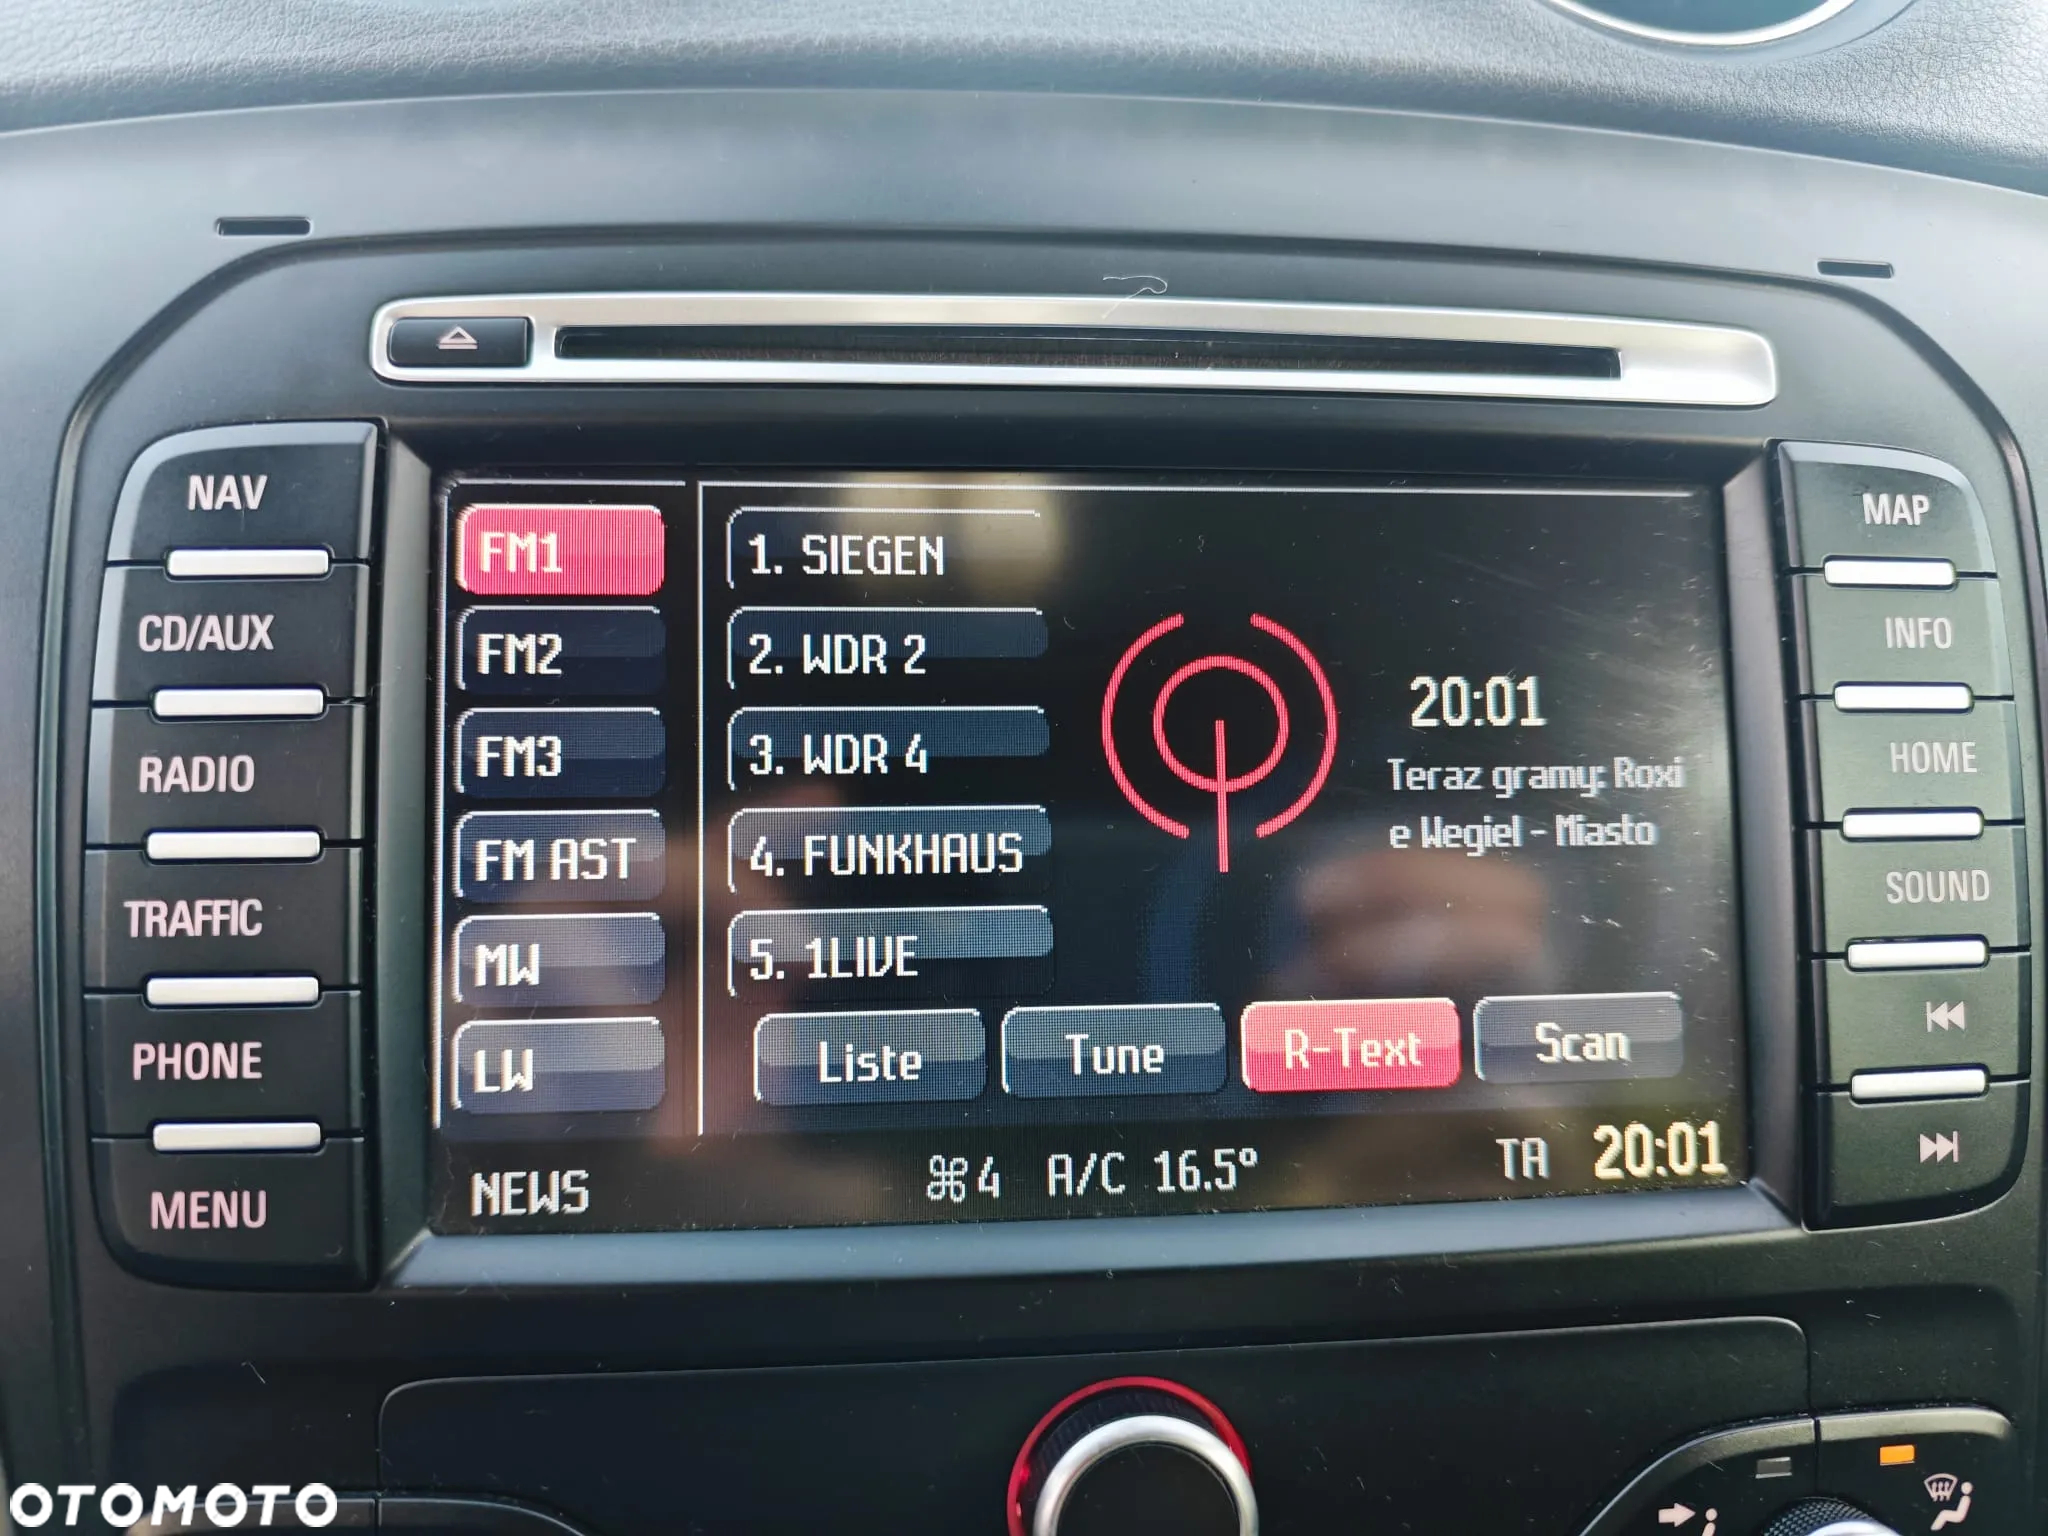 NAV
CD/AUX
RADIO
TRAFFIC
PHONE
MENU
FM1
FM2
FM3
FM AST
MW
LW
1. SIEGEN
2. WDR 2
3. WDR 4
4. FUNKHAUS
5. 1LIVE
20:01
Teraz gramy: Roxi
e Węgiel - Miasto
Liste
Tune
R-Text
Scan
NEWS
⌘4
A/C 16.5°
TA
20:01
MAP
INFO
HOME
SOUND
OTOMOTO